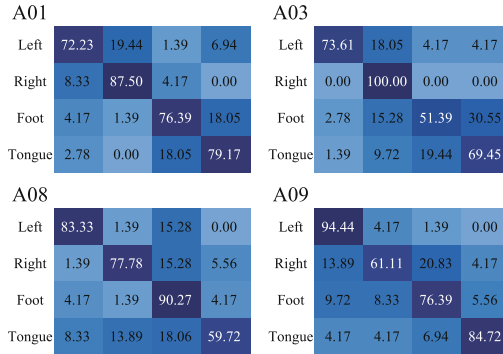 A01
Left 72.23 19.44 1.39 6.94
Right 8.33 87.50 4.17 0.00
Foot 4.17 1.39 76.39 18.05
Tongue 2.78 0.00 18.05 79.17
A03
Left 73.61 18.05 4.17 4.17
Right 0.00 100.00 0.00 0.00
Foot 2.78 15.28 51.39 30.55
Tongue 1.39 9.72 19.44 69.45
A08
Left 83.33 1.39 15.28 0.00
Right 1.39 77.78 15.28 5.56
Foot 4.17 1.39 90.27 4.17
Tongue 8.33 13.89 18.06 59.72
A09
Left 94.44 4.17 1.39 0.00
Right 13.89 61.11 20.83 4.17
Foot 9.72 8.33 76.39 5.56
Tongue 4.17 4.17 6.94 84.72